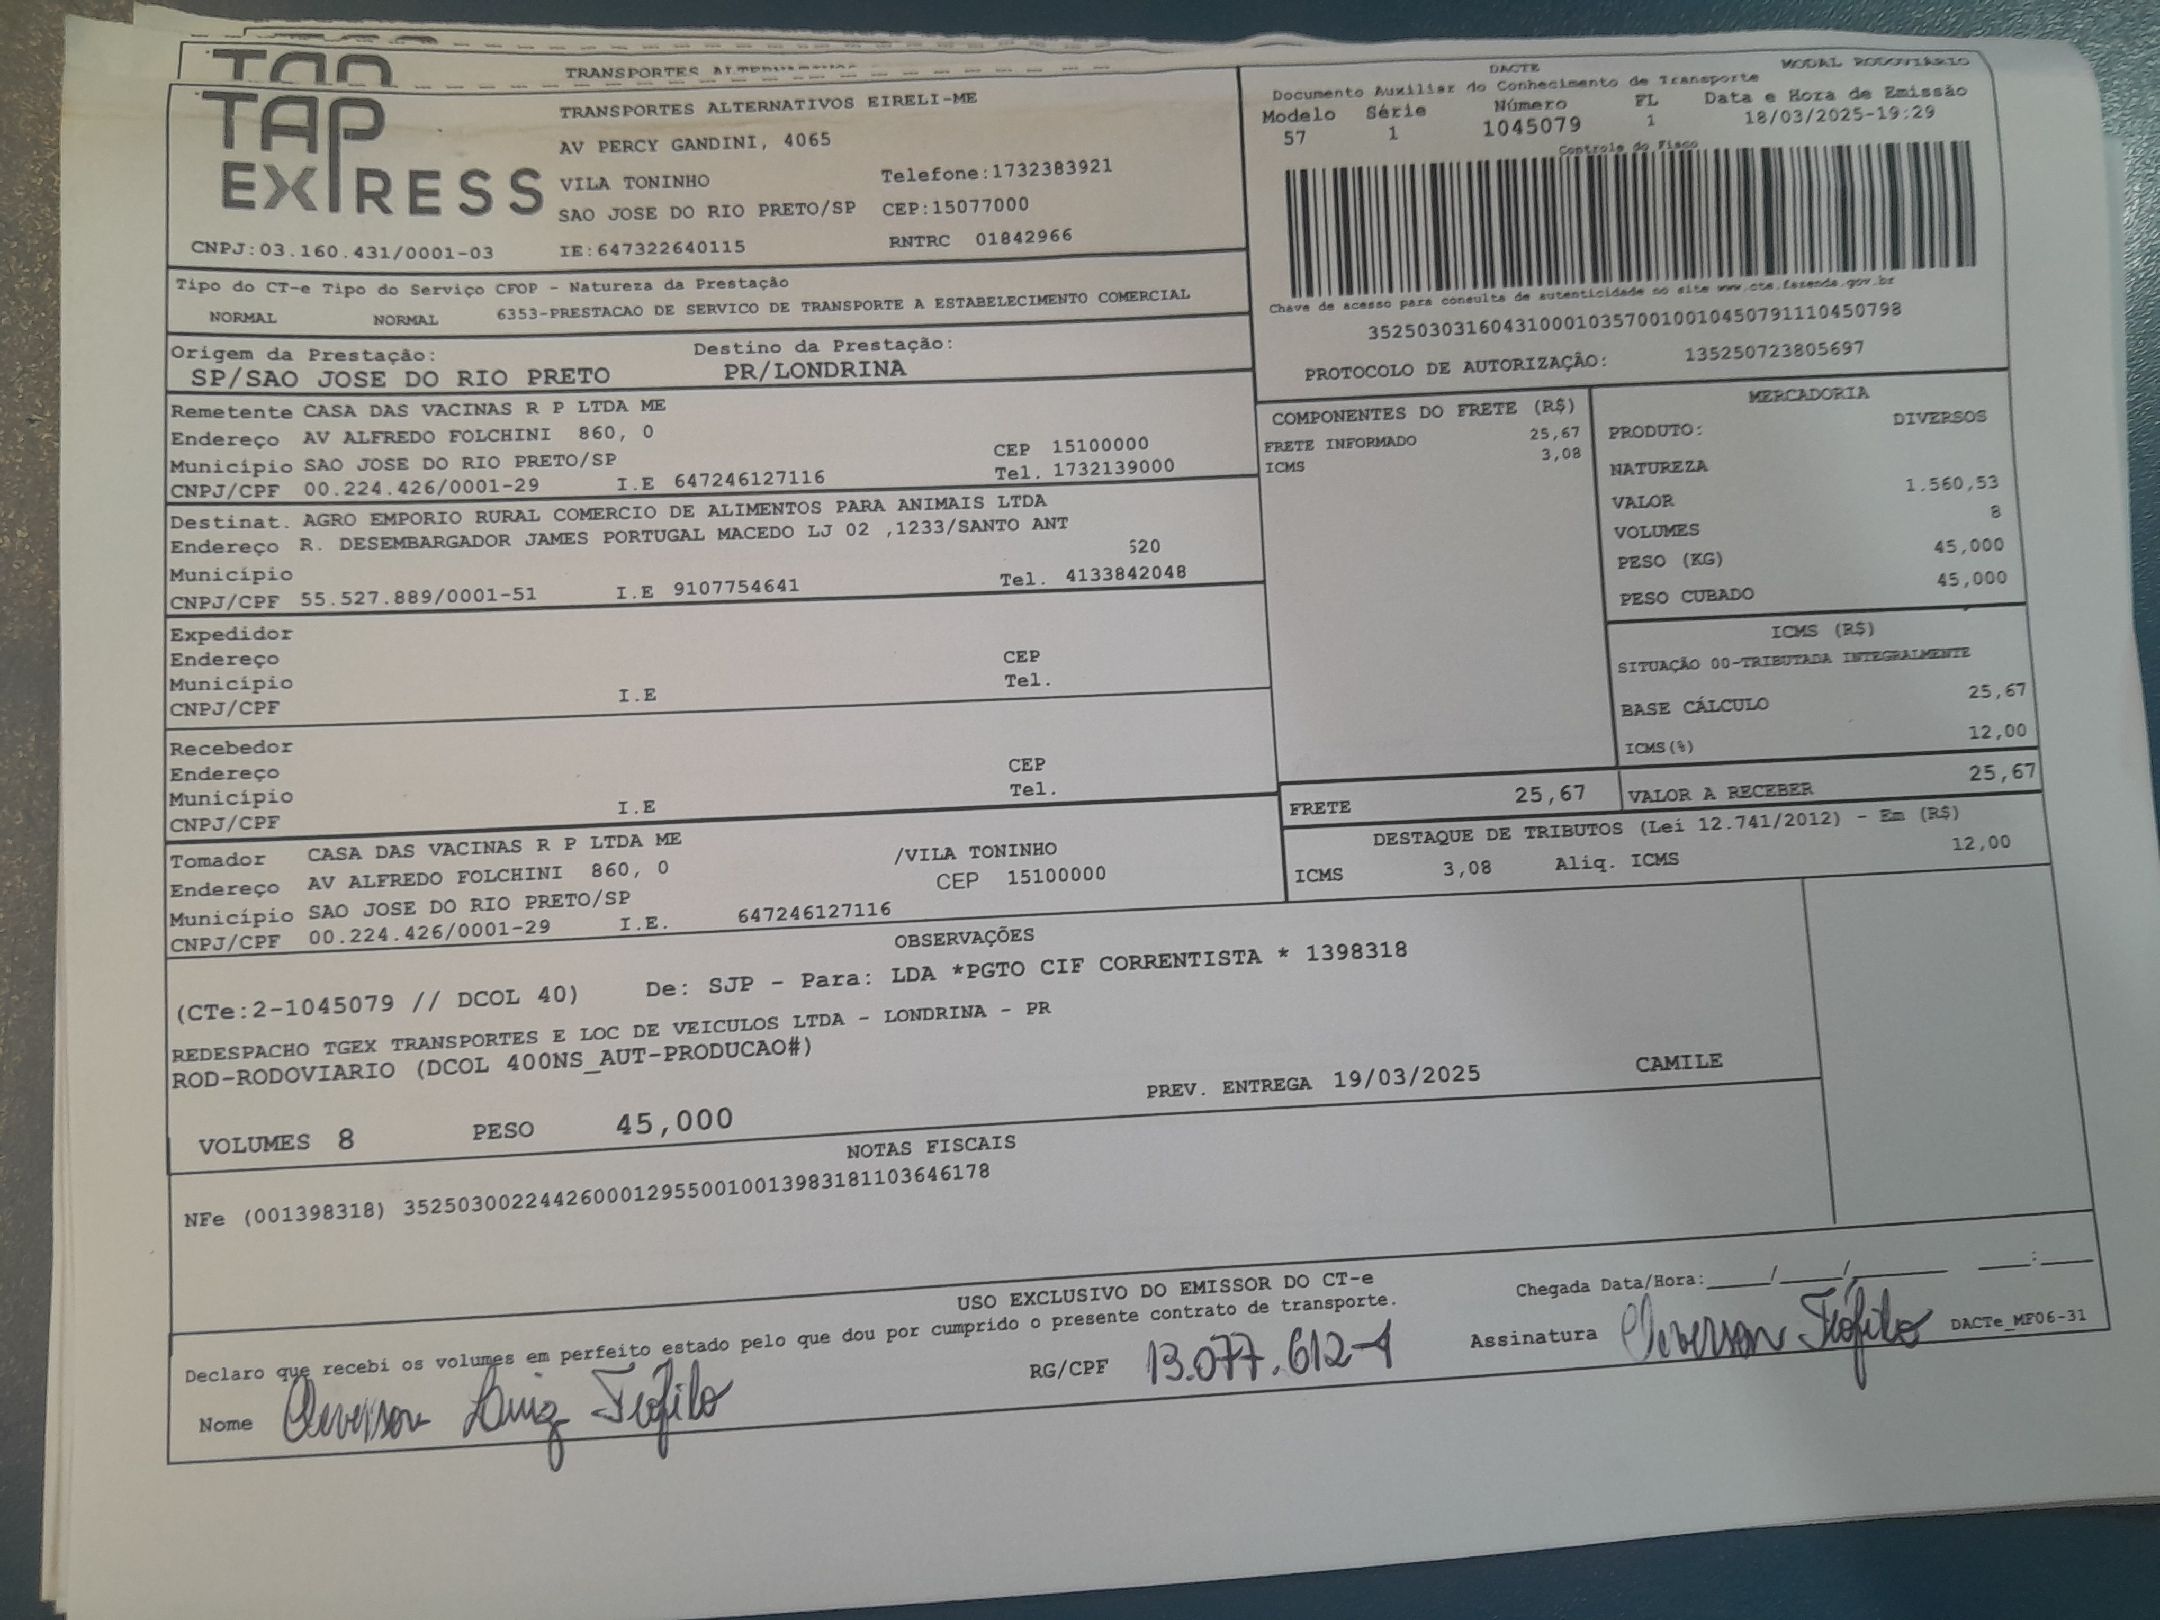 TRANSPORTES
TAP EXPRESS
TRANSPORTES ALTERNATIVOS EIRELI-ME
AV PERCY GANDINI, 4065
VILA TONINHO Telefone:1732383921
SAO JOSE DO RIO PRETO/SP CEP:15077000
CNPJ:03.160.431/0001-03 IE:647322640115 RNTRC 01842966
DACTE MODAL RODOVIÁRIO
Documento Auxiliar do Conhecimento de Transporte
Modelo Série Número FL Data e Hora de Emissão
57 1 1045079 1 18/03/2025-19:29
Controle do Fisco
Chave de acesso para consulta de autenticidade no site www.cte.fazenda.gov.br
35250303160431000103570010010450791110450798
PROTOCOLO DE AUTORIZAÇÃO: 135250723805697
Tipo do CT-e Tipo do Serviço CFOP - Natureza da Prestação
NORMAL NORMAL 6353-PRESTACAO DE SERVICO DE TRANSPORTE A ESTABELECIMENTO COMERCIAL
Origem da Prestação: Destino da Prestação:
SP/SAO JOSE DO RIO PRETO PR/LONDRINA
Remetente CASA DAS VACINAS R P LTDA ME
Endereço AV ALFREDO FOLCHINI 860, 0
Município SAO JOSE DO RIO PRETO/SP CEP 15100000
CNPJ/CPF 00.224.426/0001-29 I.E 647246127116 Tel. 1732139000
Destinat. AGRO EMPORIO RURAL COMERCIO DE ALIMENTOS PARA ANIMAIS LTDA
Endereço R. DESEMBARGADOR JAMES PORTUGAL MACEDO LJ 02 ,1233/SANTO ANT
Município 520
CNPJ/CPF 55.527.889/0001-51 I.E 9107754641 Tel. 4133842048
Expedidor
Endereço CEP
Município Tel.
CNPJ/CPF I.E
Recebedor
Endereço CEP
Município Tel.
CNPJ/CPF I.E
Tomador CASA DAS VACINAS R P LTDA ME
Endereço AV ALFREDO FOLCHINI 860, 0 /VILA TONINHO
Município SAO JOSE DO RIO PRETO/SP CEP 15100000
CNPJ/CPF 00.224.426/0001-29 I.E. 647246127116
COMPONENTES DO FRETE (R$)
FRETE INFORMADO 25,67
ICMS 3,08
MERCADORIA
PRODUTO: DIVERSOS
NATUREZA
VALOR 1.560,53
VOLUMES 8
PESO (KG) 45,000
PESO CUBADO 45,000
ICMS (R$)
SITUAÇÃO 00-TRIBUTADA INTEGRALMENTE
BASE CÁLCULO 25,67
ICMS(%) 12,00
FRETE 25,67 VALOR A RECEBER 25,67
DESTAQUE DE TRIBUTOS (Lei 12.741/2012) - Em (R$)
ICMS 3,08 Aliq. ICMS 12,00
OBSERVAÇÕES
(CTe:2-1045079 // DCOL 40) De: SJP - Para: LDA *PGTO CIF CORRENTISTA * 1398318
REDESPACHO TGEX TRANSPORTES E LOC DE VEICULOS LTDA - LONDRINA - PR
ROD-RODOVIARIO (DCOL 400NS_AUT-PRODUCAO#)
PREV. ENTREGA 19/03/2025 CAMILE
VOLUMES 8 PESO 45,000
NOTAS FISCAIS
NFe (001398318) 35250300224426000129550010013983181103646178
USO EXCLUSIVO DO EMISSOR DO CT-e
Declaro que recebi os volumes em perfeito estado pelo que dou por cumprido o presente contrato de transporte.
Chegada Data/Hora:____/____/______ ____:____
Nome Cleverson Luiz Teófilo RG/CPF 13.077.612-1 Assinatura Cleverson Teófilo DACTe_MF06-31